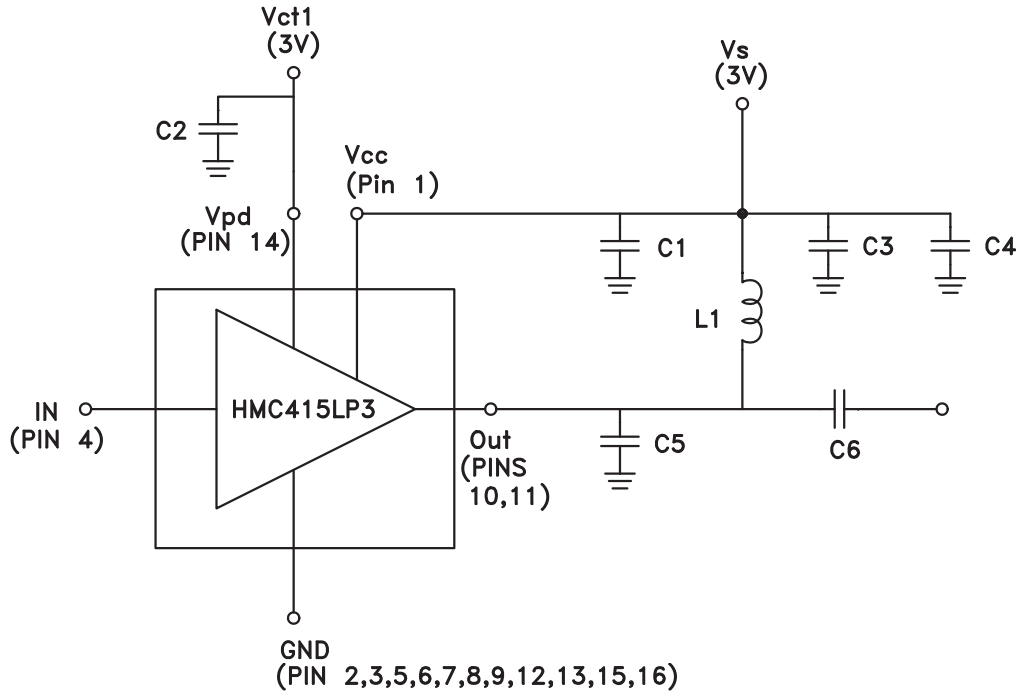 Vct1
(3V)
Vs
(3V)
C2
Vcc
(Pin 1)
Vpd
(PIN 14)
C1
C3
C4
L1
HMC415LP3
IN
(PIN 4)
Out
(PINS
10,11)
C5
C6
GND
(PIN 2,3,5,6,7,8,9,12,13,15,16)